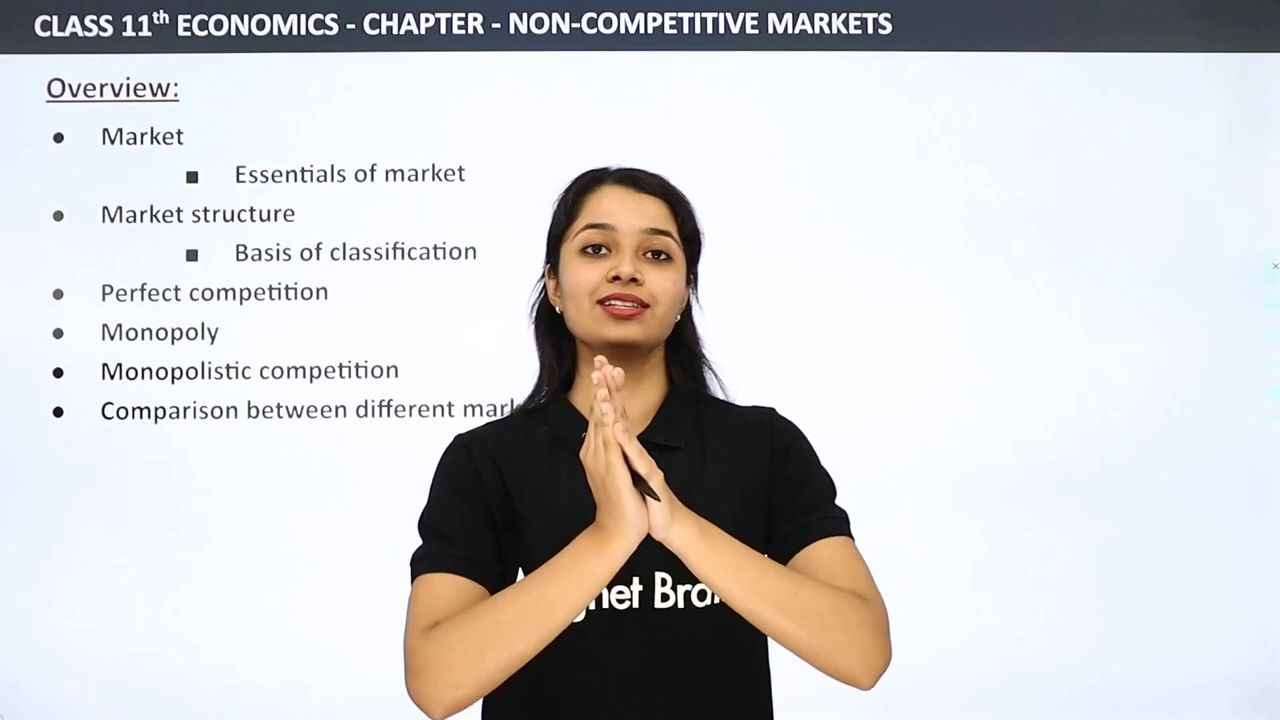 CLASS 11th ECONOMICS - CHAPTER - NON-COMPETITIVE MARKETS
Overview:
Market
Essentials of market
Market structure
Basis of classification
Perfect competition
Monopoly
Monopolistic competition
Comparison between different